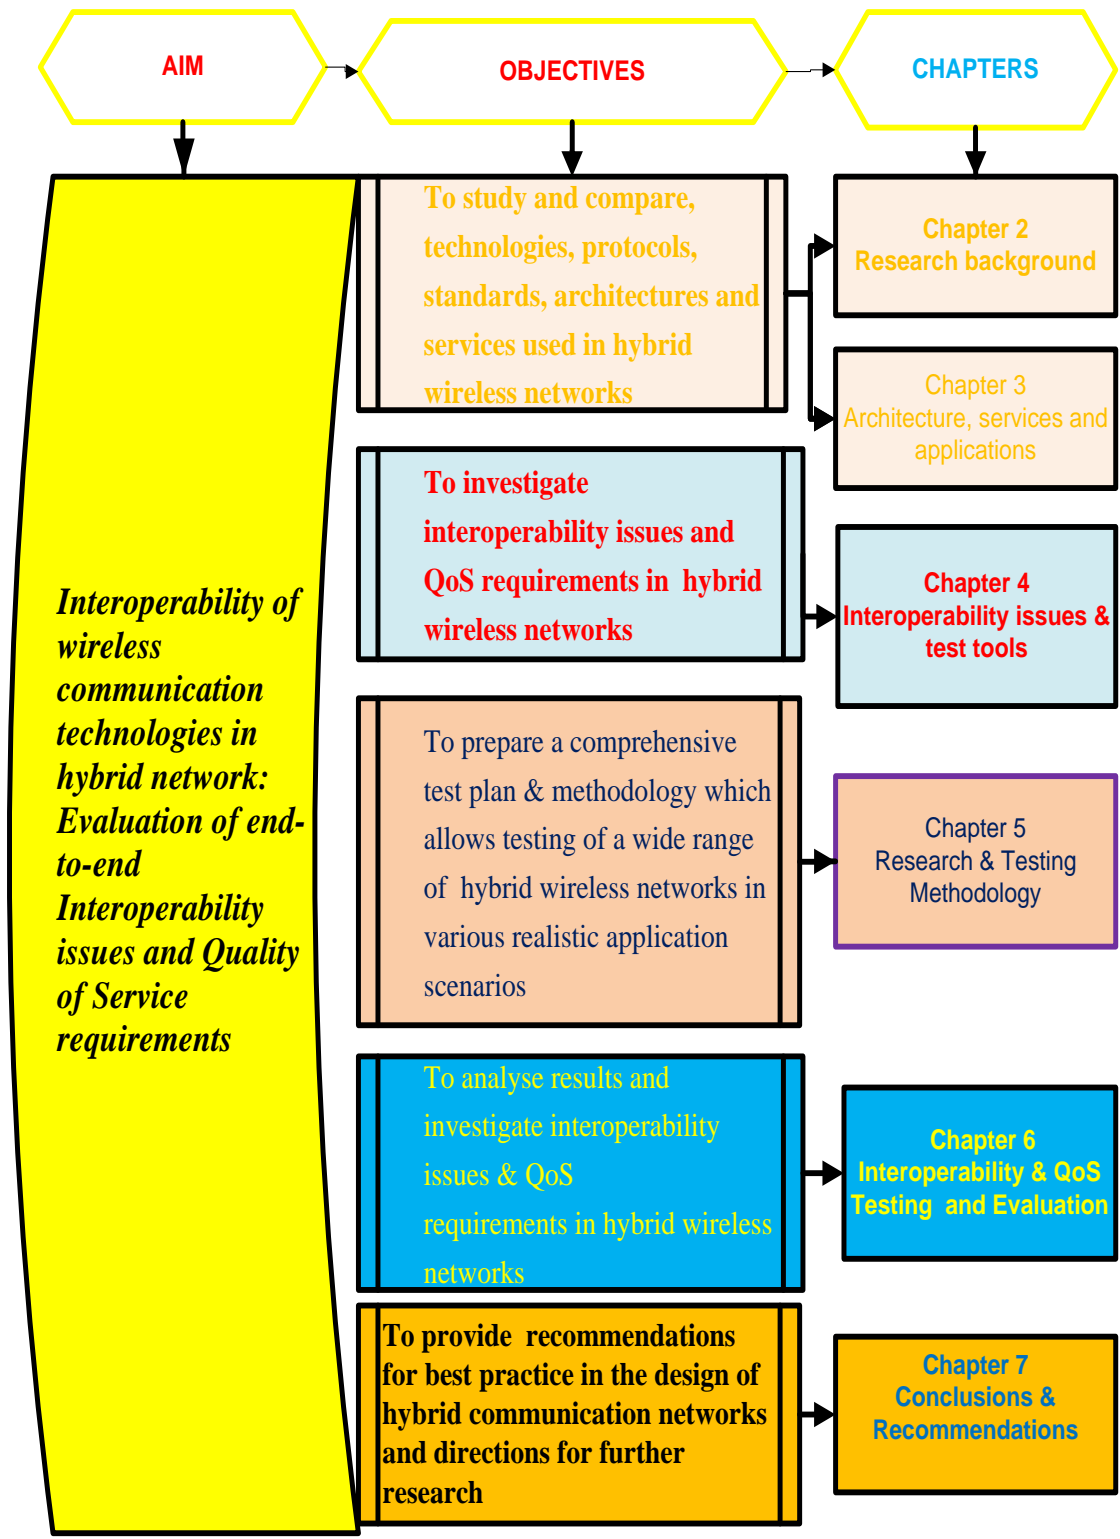 AIM
OBJECTIVES
CHAPTERS
Interoperability of
wireless
communication
technologies in
hybrid network:
Evaluation of end-
to-end
Interoperability
issues and Quality
of Service
requirements
To study and compare,
technologies, protocols,
standards, architectures and
services used in hybrid
wireless networks
Chapter 2
Research background
Chapter 3
Architecture, services and
applications
To investigate
interoperability issues and
QoS requirements in hybrid
wireless networks
Chapter 4
Interoperability issues &
test tools
To prepare a comprehensive
test plan & methodology which
allows testing of a wide range
of hybrid wireless networks in
various realistic application
scenarios
Chapter 5
Research & Testing
Methodology
To analyse results and
investigate interoperability
issues & QoS
requirements in hybrid wireless
networks
Chapter 6
Interoperability & QoS
Testing and Evaluation
To provide recommendations
for best practice in the design of
hybrid communication networks
and directions for further
research
Chapter 7
Conclusions &
Recommendations